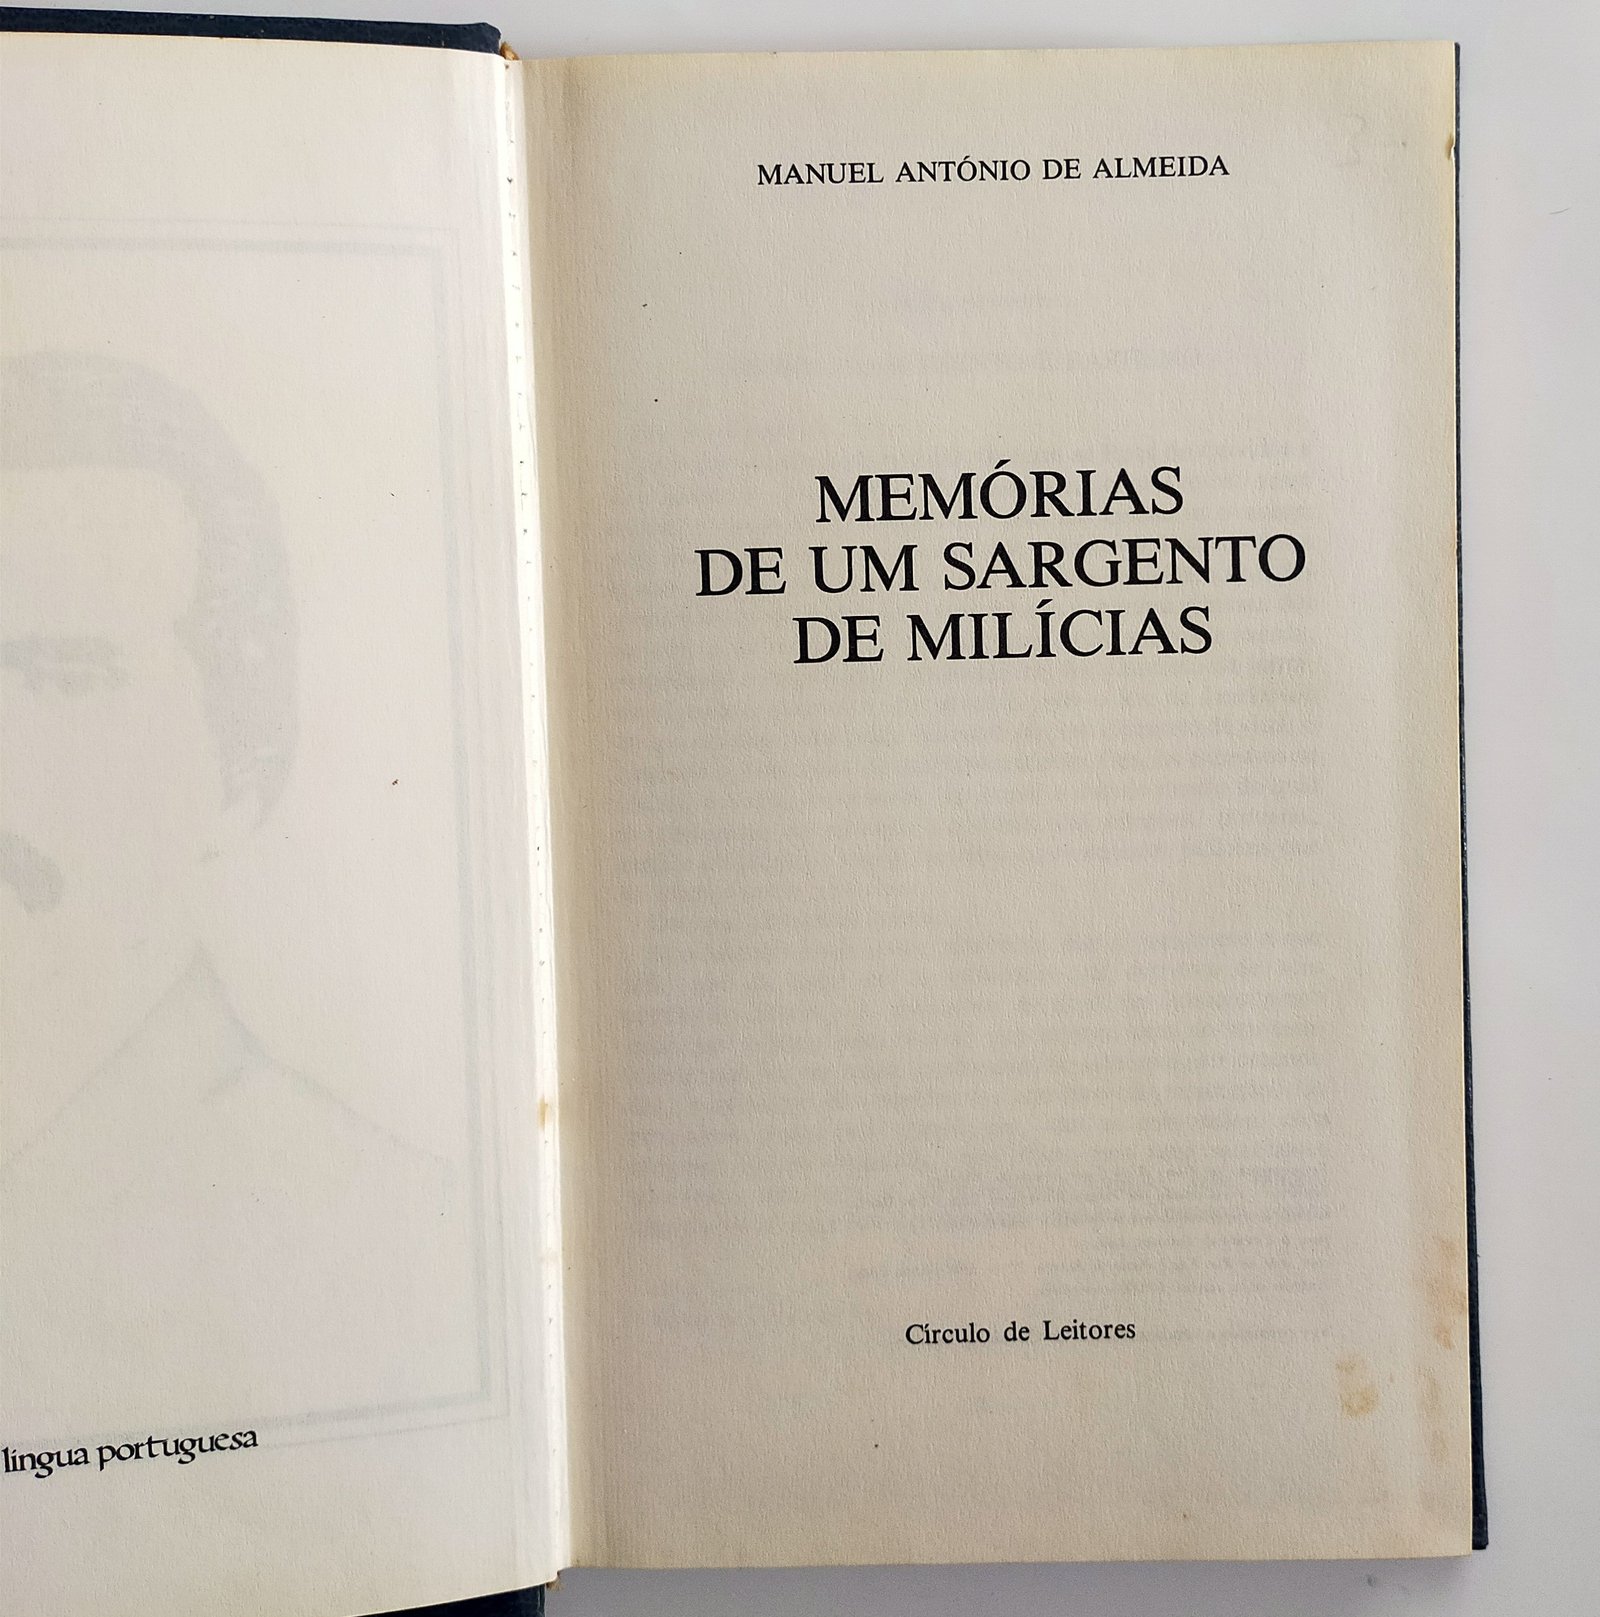 língua portuguesa
MANUEL ANTÓNIO DE ALMEIDA
MEMÓRIAS
DE UM SARGENTO
DE MILÍCIAS
Círculo de Leitores